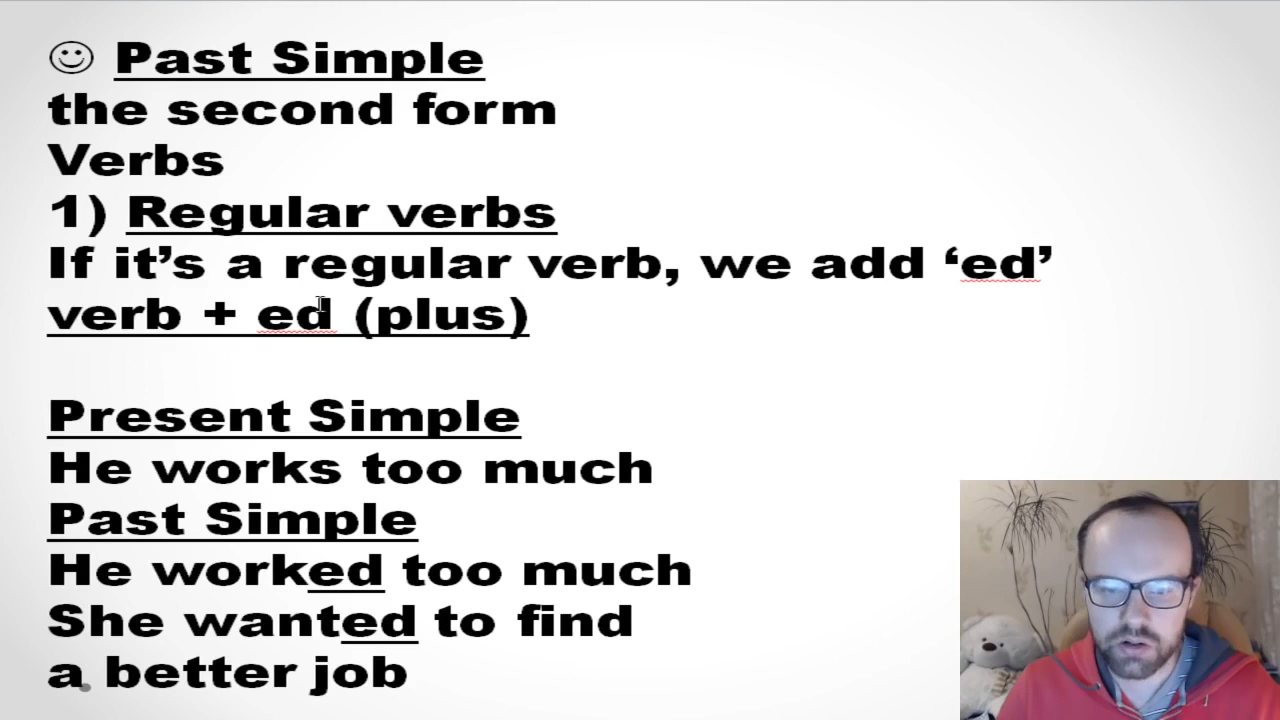 ☺ Past Simple
the second form
Verbs
1) Regular verbs
If it’s a regular verb, we add ‘ed’
verb + ed (plus)
Present Simple
He works too much
Past Simple
He worked too much
She wanted to find
a better job